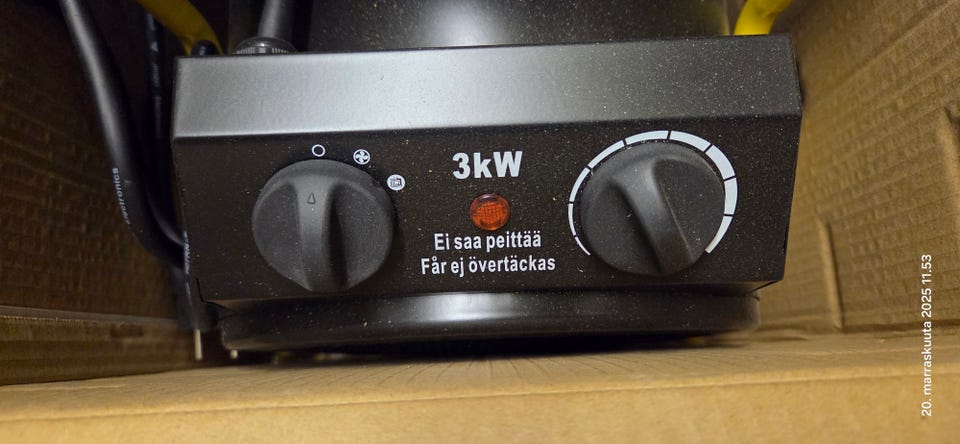 3kW
Ei saa peittää
Får ej övertäckas
20. marraskuuta 2025 11.53